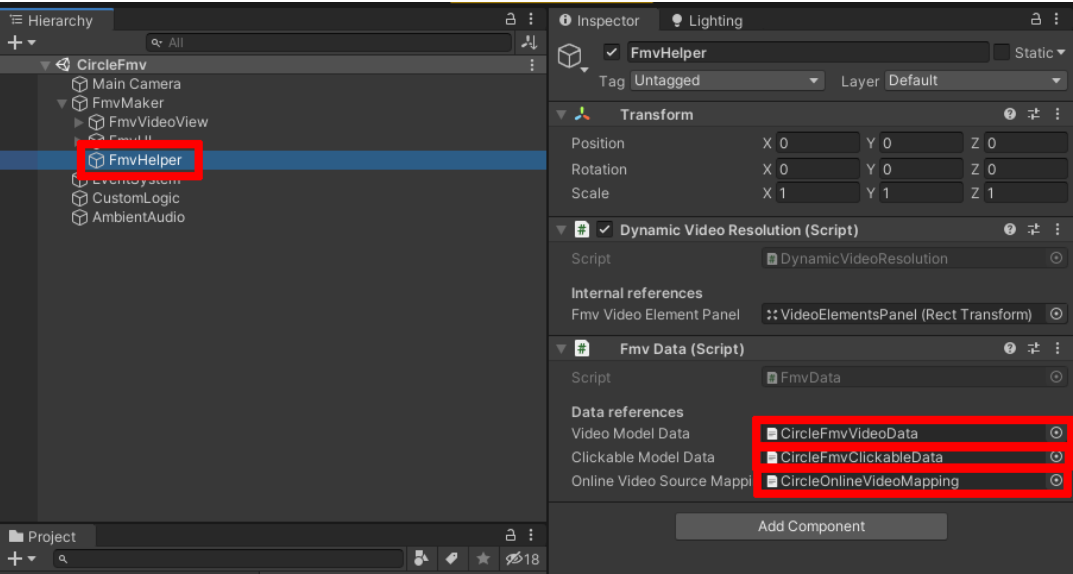 Hierarchy
All
CircleFmv
Main Camera
FmvMaker
FmvVideoView
FmvUI
FmvHelper
EventSystem
CustomLogic
AmbientAudio
Project
18
Inspector
Lighting
FmvHelper
Static
Tag Untagged Layer Default
Transform
Position X 0 Y 0 Z 0
Rotation X 0 Y 0 Z 0
Scale X 1 Y 1 Z 1
# Dynamic Video Resolution (Script)
Script # DynamicVideoResolution
Internal references
Fmv Video Element Panel VideoElementsPanel (Rect Transform)
# Fmv Data (Script)
Script # FmvData
Data references
Video Model Data CircleFmvVideoData
Clickable Model Data CircleFmvClickableData
Online Video Source Mappi CircleOnlineVideoMapping
Add Component